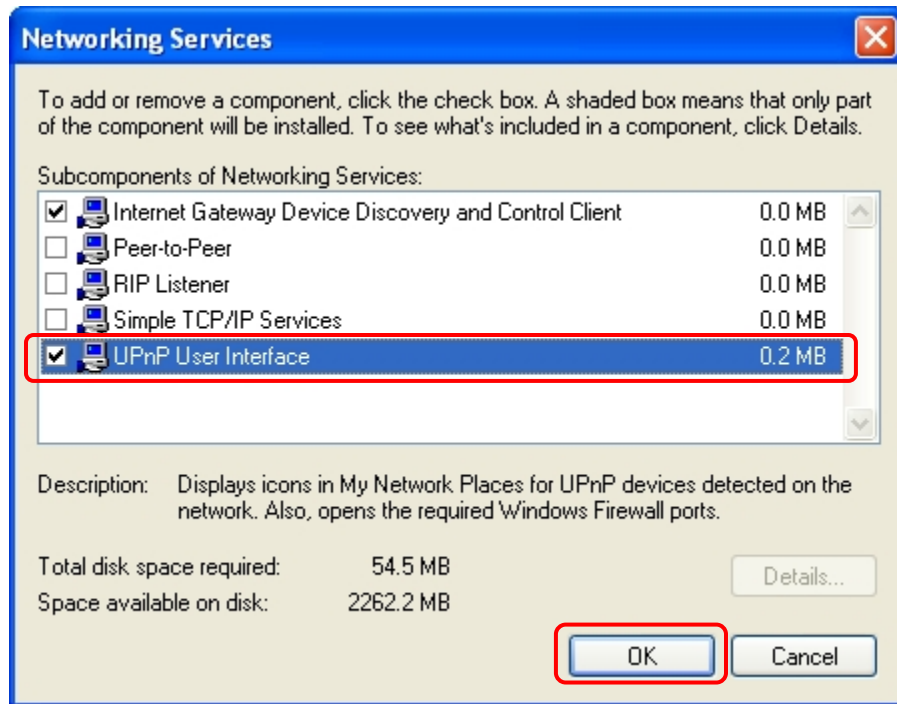 Networking Services
To add or remove a component, click the check box. A shaded box means that only part
of the component will be installed. To see what's included in a component, click Details.
Subcomponents of Networking Services:
Internet Gateway Device Discovery and Control Client 0.0 MB
Peer-to-Peer 0.0 MB
RIP Listener 0.0 MB
Simple TCP/IP Services 0.0 MB
UPnP User Interface 0.2 MB
Description: Displays icons in My Network Places for UPnP devices detected on the
network. Also, opens the required Windows Firewall ports.
Total disk space required: 54.5 MB
Space available on disk: 2262.2 MB
Details...
OK Cancel